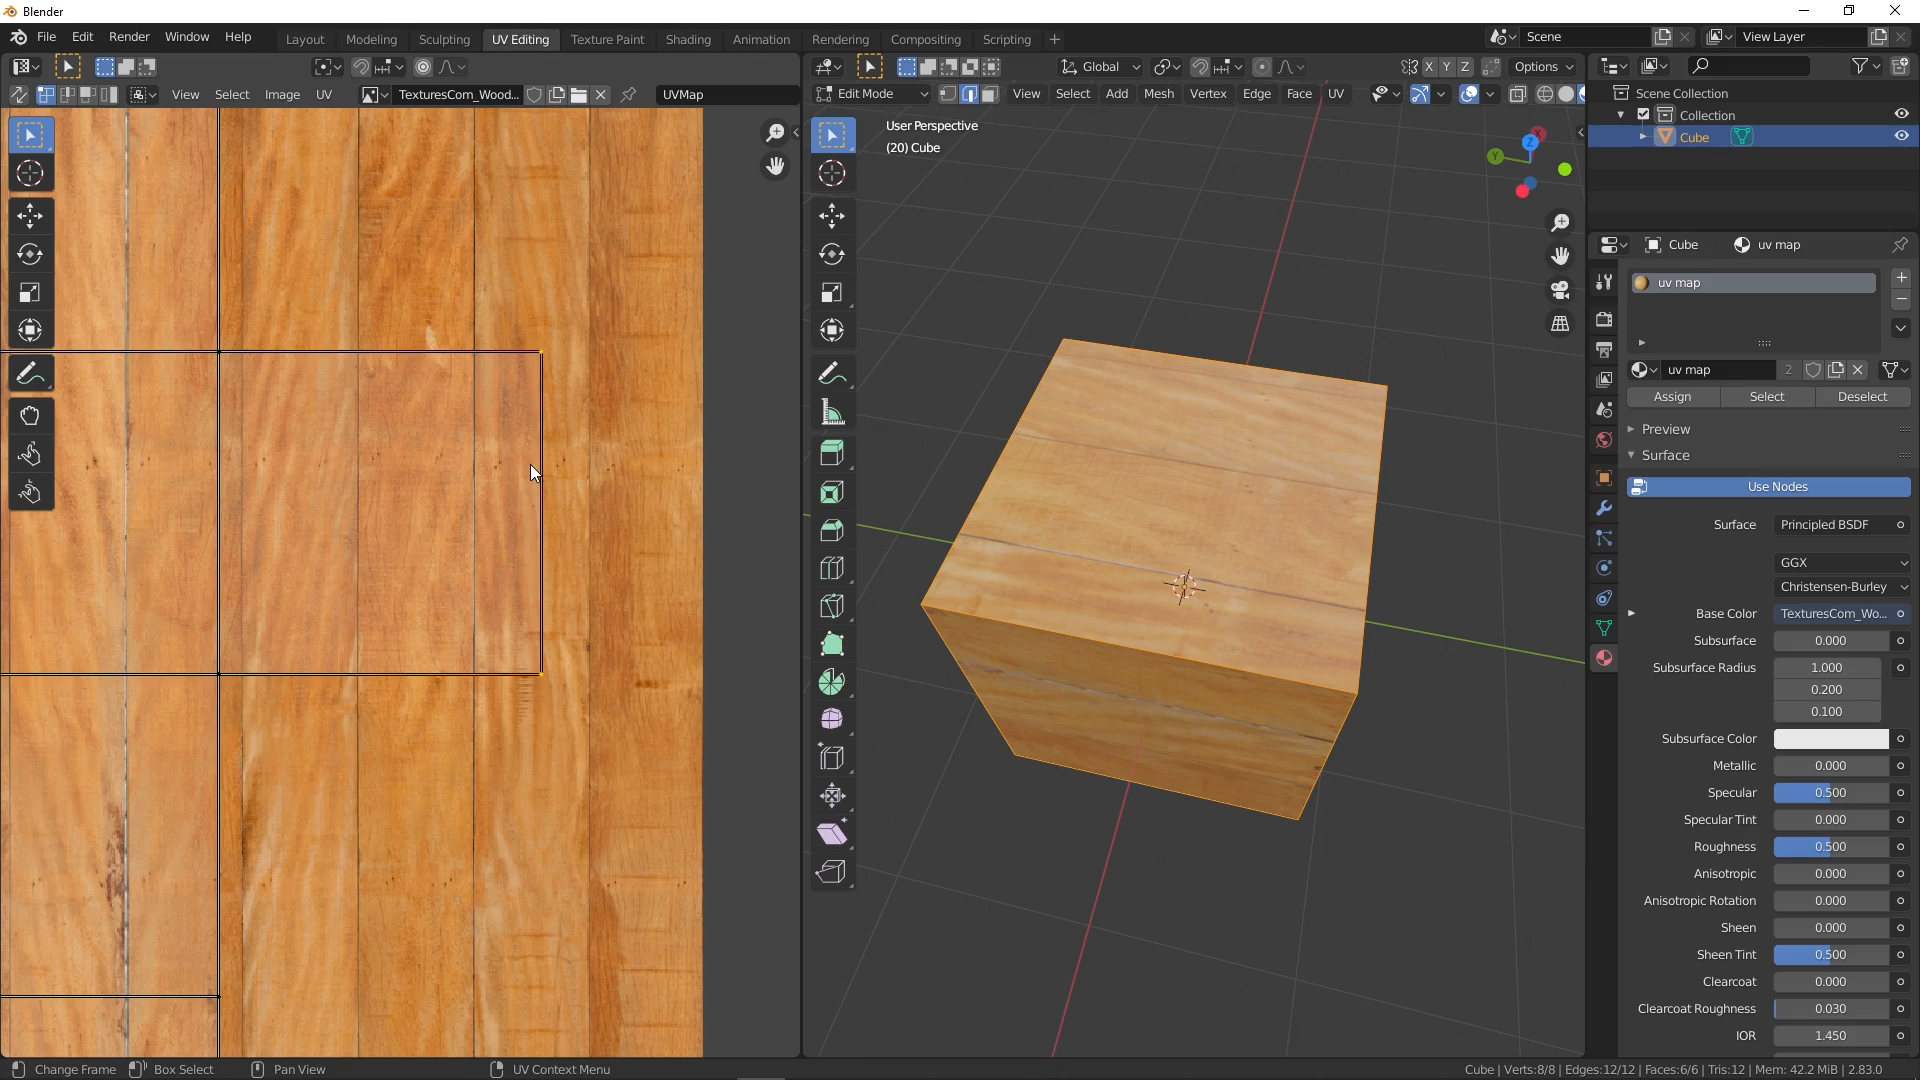 Blender
File Edit Render Window Help
Layout Modeling Sculpting UV Editing Texture Paint Shading Animation Rendering Compositing Scripting +
Scene
View Layer
Global
X Y Z
Options
View Select Image UV
TexturesCom_Wood...
UVMap
Edit Mode
View Select Add Mesh Vertex Edge Face UV
User Perspective
(20) Cube
X
Y
Z
Scene Collection
Collection
Cube
Cube
uv map
uv map
uv map
2
Assign Select Deselect
Preview
Surface
Use Nodes
Surface Principled BSDF
GGX
Christensen-Burley
Base Color TexturesCom_Wo...
Subsurface 0.000
Subsurface Radius 1.000
0.200
0.100
Subsurface Color
Metallic 0.000
Specular 0.500
Specular Tint 0.000
Roughness 0.500
Anisotropic 0.000
Anisotropic Rotation 0.000
Sheen 0.000
Sheen Tint 0.500
Clearcoat 0.000
Clearcoat Roughness 0.030
IOR 1.450
Change Frame Box Select Pan View UV Context Menu
Cube | Verts:8/8 | Edges:12/12 | Faces:6/6 | Tris:12 | Mem: 42.2 MiB | 2.83.0